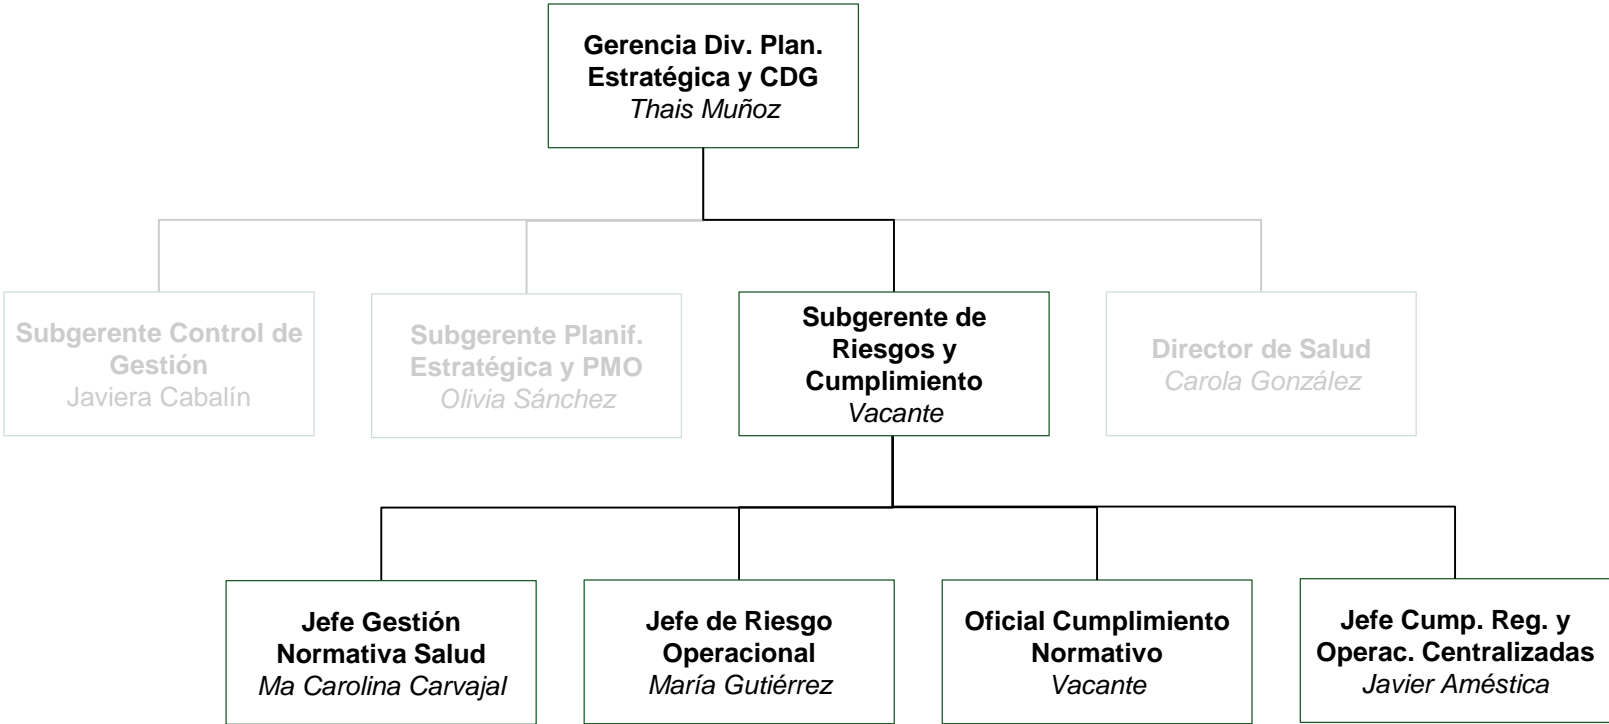 Gerencia Div. Plan.
Estratégica y CDG
Thais Muñoz
Subgerente Control de
Gestión
Javiera Cabalín
Subgerente Planif.
Estratégica y PMO
Olivia Sánchez
Subgerente de
Riesgos y
Cumplimiento
Vacante
Director de Salud
Carola González
Jefe Gestión
Normativa Salud
Ma Carolina Carvajal
Jefe de Riesgo
Operacional
María Gutiérrez
Oficial Cumplimiento
Normativo
Vacante
Jefe Cump. Reg. y
Operac. Centralizadas
Javier Améstica